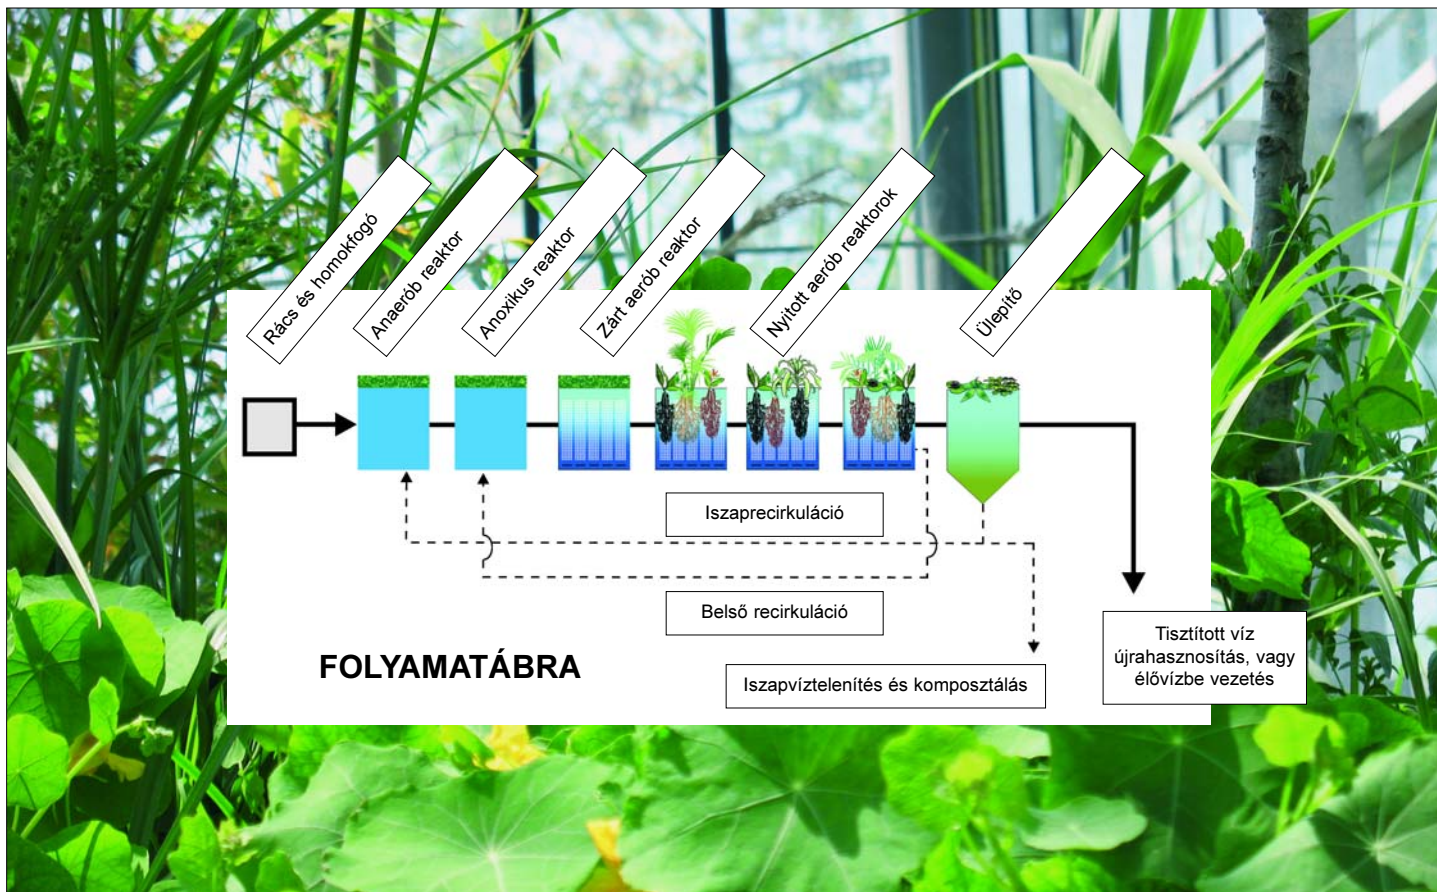 Rács és homokfogó
Anaerób reaktor
Anoxikus reaktor
Zárt aerób reaktor
Nyitott aerób reaktorok
Ülepítő
Iszaprecirkuláció
Belső recirkuláció
FOLYAMATÁBRA
Iszapvíztelenítés és komposztálás
Tisztított víz
újrahasznosítás, vagy
élővízbe vezetés